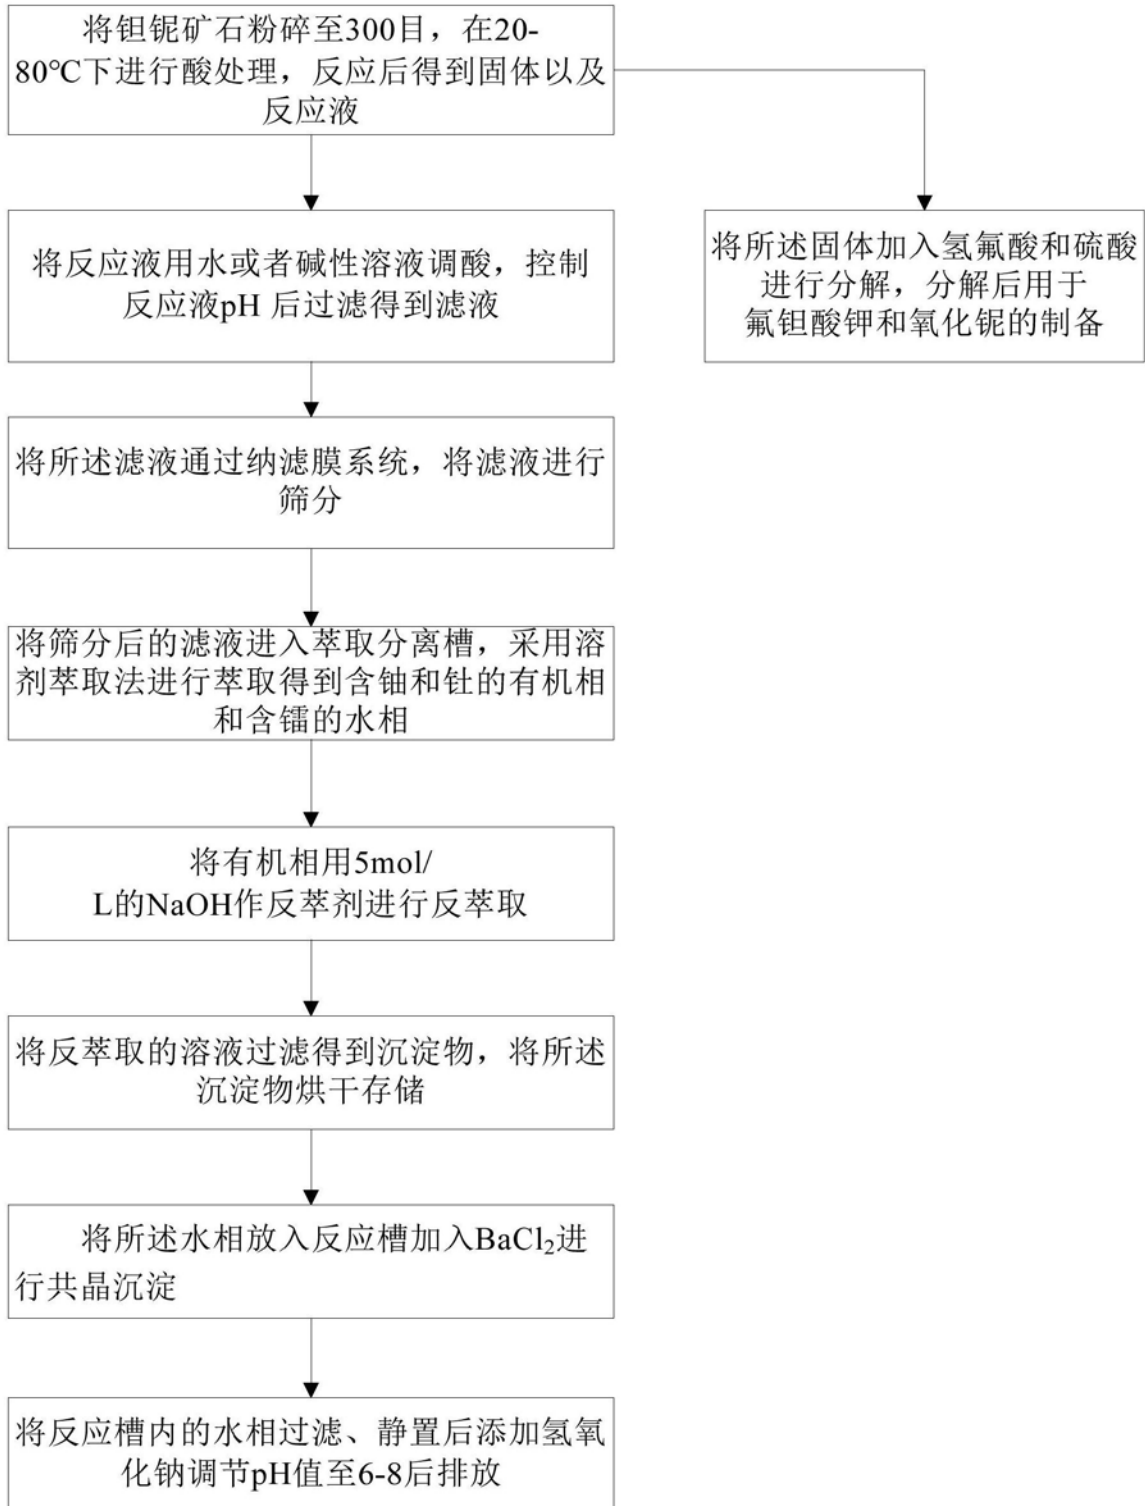 将钽铌矿石粉碎至300目，在20-
80℃下进行酸处理，反应后得到固体以及
反应液
将反应液用水或者碱性溶液调酸，控制
反应液pH 后过滤得到滤液
将所述固体加入氢氟酸和硫酸
进行分解，分解后用于
氟钽酸钾和氧化铌的制备
将所述滤液通过纳滤膜系统，将滤液进行
筛分
将筛分后的滤液进入萃取分离槽，采用溶
剂萃取法进行萃取得到含铀和钍的有机相
和含镭的水相
将有机相用5mol/
L的NaOH作反萃剂进行反萃取
将反萃取的溶液过滤得到沉淀物，将所述
沉淀物烘干存储
将所述水相放入反应槽加入BaCl₂进
行共晶沉淀
将反应槽内的水相过滤、静置后添加氢氧
化钠调节pH值至6-8后排放